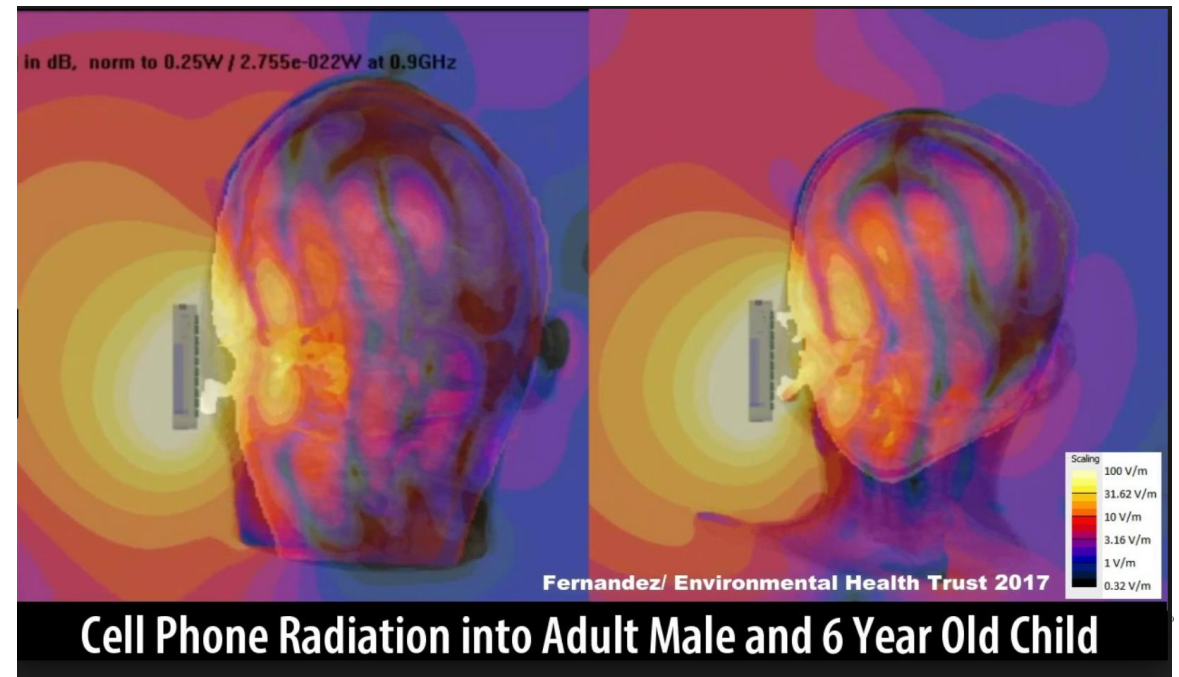 in dB, norm to 0.25W / 2.755e-022W at 0.9GHz
Scaling
100 V/m
31.62 V/m
10 V/m
3.16 V/m
1 V/m
0.32 V/m
Fernandez/ Environmental Health Trust 2017
Cell Phone Radiation into Adult Male and 6 Year Old Child